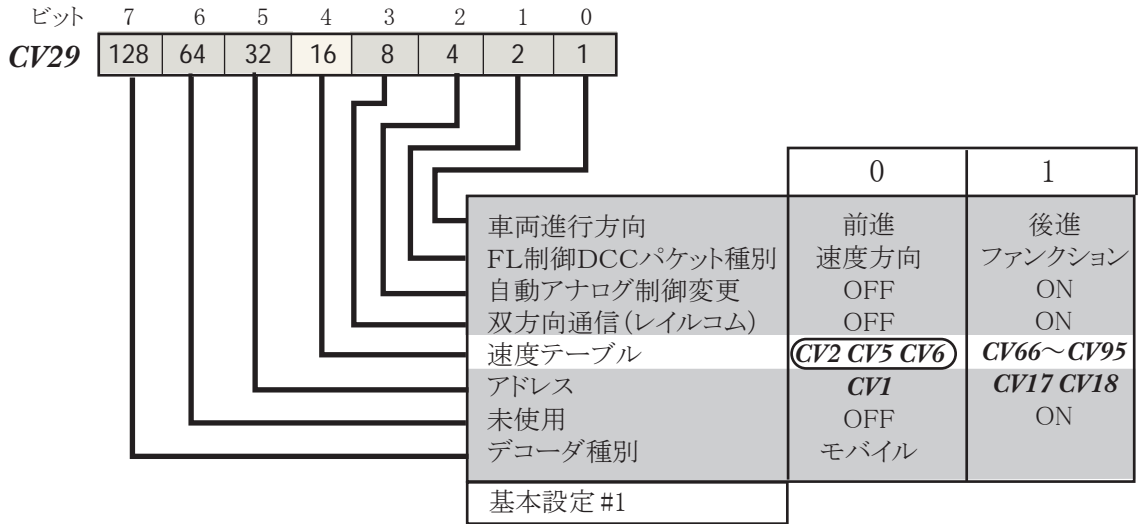 ビット 7 6 5 4 3 2 1 0
CV29 128 64 32 16 8 4 2 1
0 1
車両進行方向 前進 後進
FL制御DCCパケット種別 速度方向 ファンクション
自動アナログ制御変更 OFF ON
双方向通信(レイルコム) OFF ON
速度テーブル CV2 CV5 CV6 CV66～CV95
アドレス CV1 CV17 CV18
未使用 OFF ON
デコーダ種別 モバイル
基本設定 #1